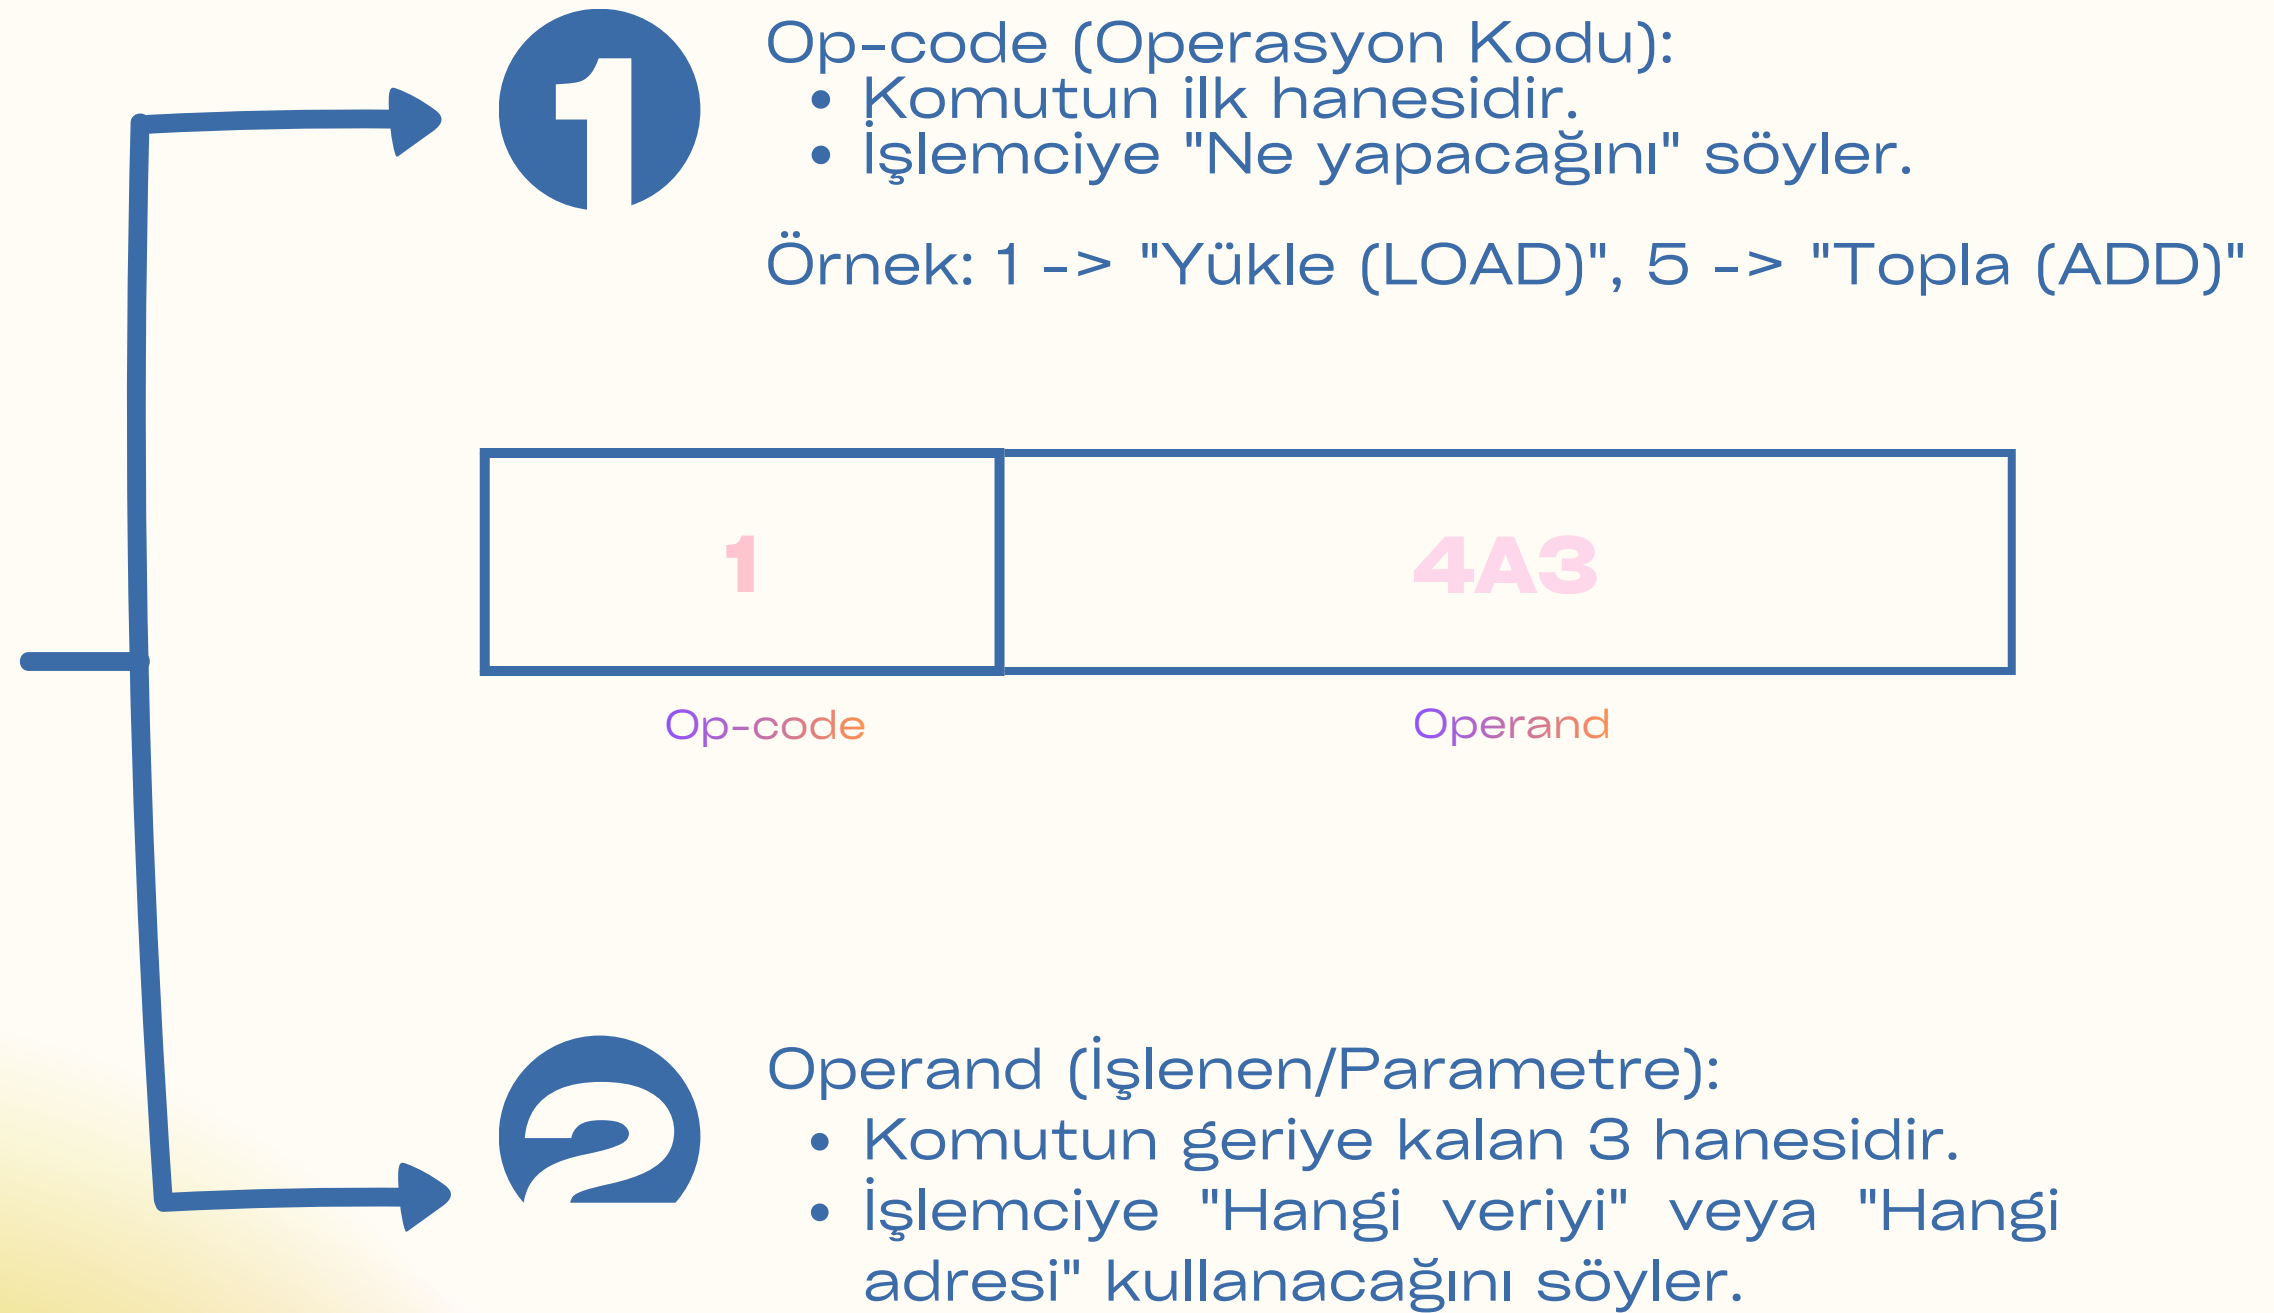 1
Op-code (Operasyon Kodu):
• Komutun ilk hanesidir.
• İşlemciye "Ne yapacağını" söyler.
Örnek: 1 -> "Yükle (LOAD)", 5 -> "Topla (ADD)"
1
4A3
Op-code
Operand
2
Operand (İşlenen/Parametre):
• Komutun geriye kalan 3 hanesidir.
• İşlemciye "Hangi veriyi" veya "Hangi
adresi" kullanacağını söyler.